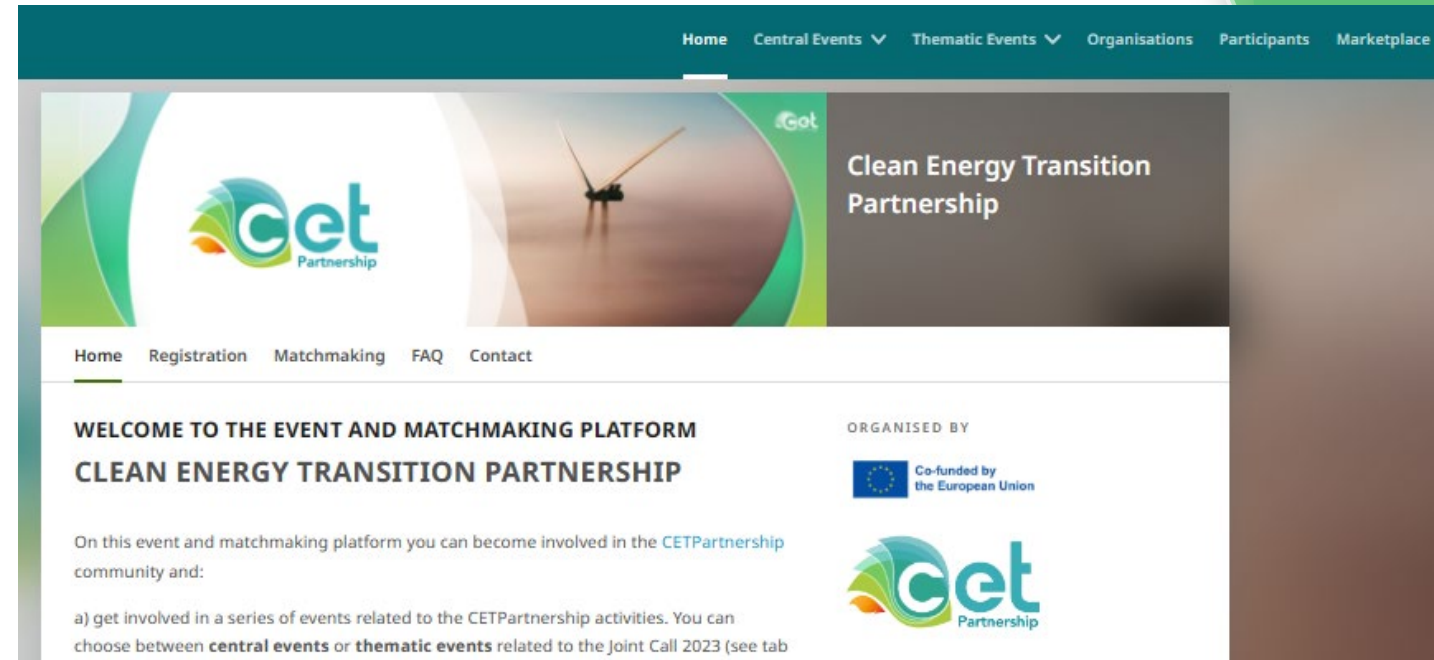 Home Central Events Thematic Events Organisations Participants Marketplace
cet
cet
Partnership
Clean Energy Transition
Partnership
Home Registration Matchmaking FAQ Contact
WELCOME TO THE EVENT AND MATCHMAKING PLATFORM
CLEAN ENERGY TRANSITION PARTNERSHIP
On this event and matchmaking platform you can become involved in the CETPartnership
community and:
a) get involved in a series of events related to the CETPartnership activities. You can
choose between central events or thematic events related to the Joint Call 2023 (see tab
ORGANISED BY
Co-funded by
the European Union
cet
Partnership